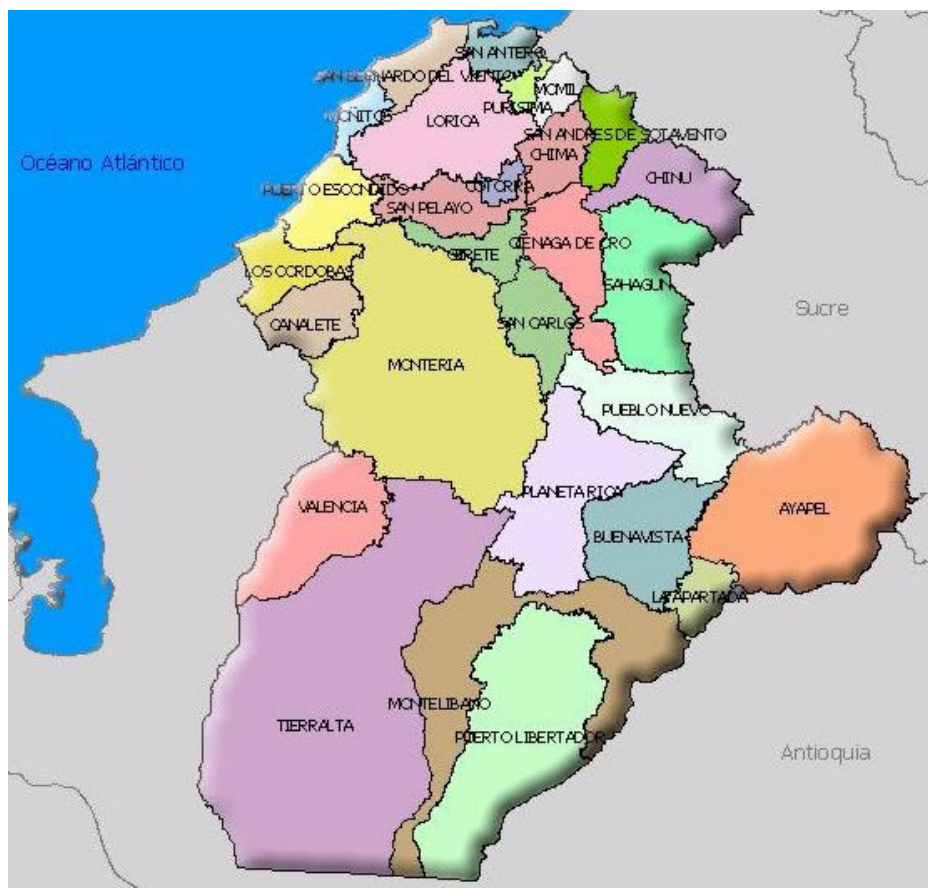 SAN ANTERO
SAN BERNARDO DEL VIENTO
MOMIL
PURISIMA
MOÑITOS
LORICA
SAN ANDRES DE SOTAVENTO
CHIMA
Océano Atlántico
CHINU
PUERTO ESCONDIDO
COTORRA
SAN PELAYO
CIENAGA DE ORO
LOS CORDOBAS
SAHAGUN
Sucre
CANALETE
SAN CARLOS
MONTERIA
PUEBLO NUEVO
PLANETA RICA
VALENCIA
AYAPEL
BUENAVISTA
LA APARTADA
MONTELIBANO
TIERRALTA
PUERTO LIBERTADOR
Antioquia